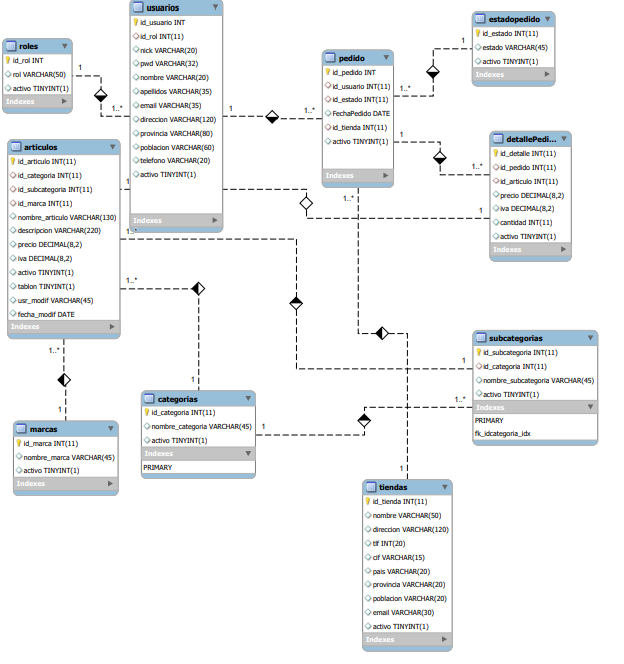 usuarios
id_usuario INT
id_rol INT(11)
nick VARCHAR(20)
pwd VARCHAR(32)
nombre VARCHAR(20)
apellidos VARCHAR(35)
email VARCHAR(35)
direccion VARCHAR(120)
provincia VARCHAR(80)
poblacion VARCHAR(60)
telefono VARCHAR(20)
activo TINYINT(1)
Indexes
roles
id_rol INT
rol VARCHAR(50)
activo TINYINT(1)
Indexes
1
1..*
1
1..*
pedido
id_pedido INT
id_usuario INT(11)
id_estado INT(11)
FechaPedido DATE
id_tienda INT(11)
activo TINYINT(1)
Indexes
1
1..*
estadopedido
id_estado INT(11)
estado VARCHAR(45)
activo TINYINT(1)
Indexes
1
1..*
detallePedi...
id_detalle INT(11)
id_pedido INT(11)
id_articulo INT(11)
precio DECIMAL(8,2)
iva DECIMAL(8,2)
cantidad INT(11)
activo TINYINT(1)
Indexes
articulos
id_articulo INT(11)
id_categoria INT(11)
id_subcategoria INT(11)
id_marca INT(11)
nombre_articulo VARCHAR(130)
descripcion VARCHAR(220)
precio DECIMAL(8,2)
iva DECIMAL(8,2)
activo TINYINT(1)
tablon TINYINT(1)
usr_modif VARCHAR(45)
fecha_modif DATE
Indexes
1
1
1..*
1
1..*
1
1..*
1
1..*
1
subcategorias
id_subcategoria INT(11)
id_categoria INT(11)
nombre_subcategoria VARCHAR(45)
activo TINYINT(1)
Indexes
PRIMARY
fk_idcategoria_idx
categorias
id_categoria INT(11)
nombre_categoria VARCHAR(45)
activo TINYINT(1)
Indexes
PRIMARY
1
1..*
marcas
id_marca INT(11)
nombre_marca VARCHAR(45)
activo TINYINT(1)
Indexes
tiendas
id_tienda INT(11)
nombre VARCHAR(50)
direccion VARCHAR(120)
tlf INT(20)
cif VARCHAR(15)
pais VARCHAR(20)
provincia VARCHAR(20)
poblacion VARCHAR(20)
email VARCHAR(30)
activo TINYINT(1)
Indexes